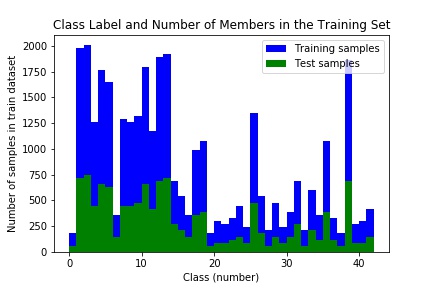 Class Label and Number of Members in the Training Set
Training samples
Test samples
Number of samples in train dataset
2000
1750
1500
1250
1000
750
500
250
0
0
10
20
30
40
Class (number)